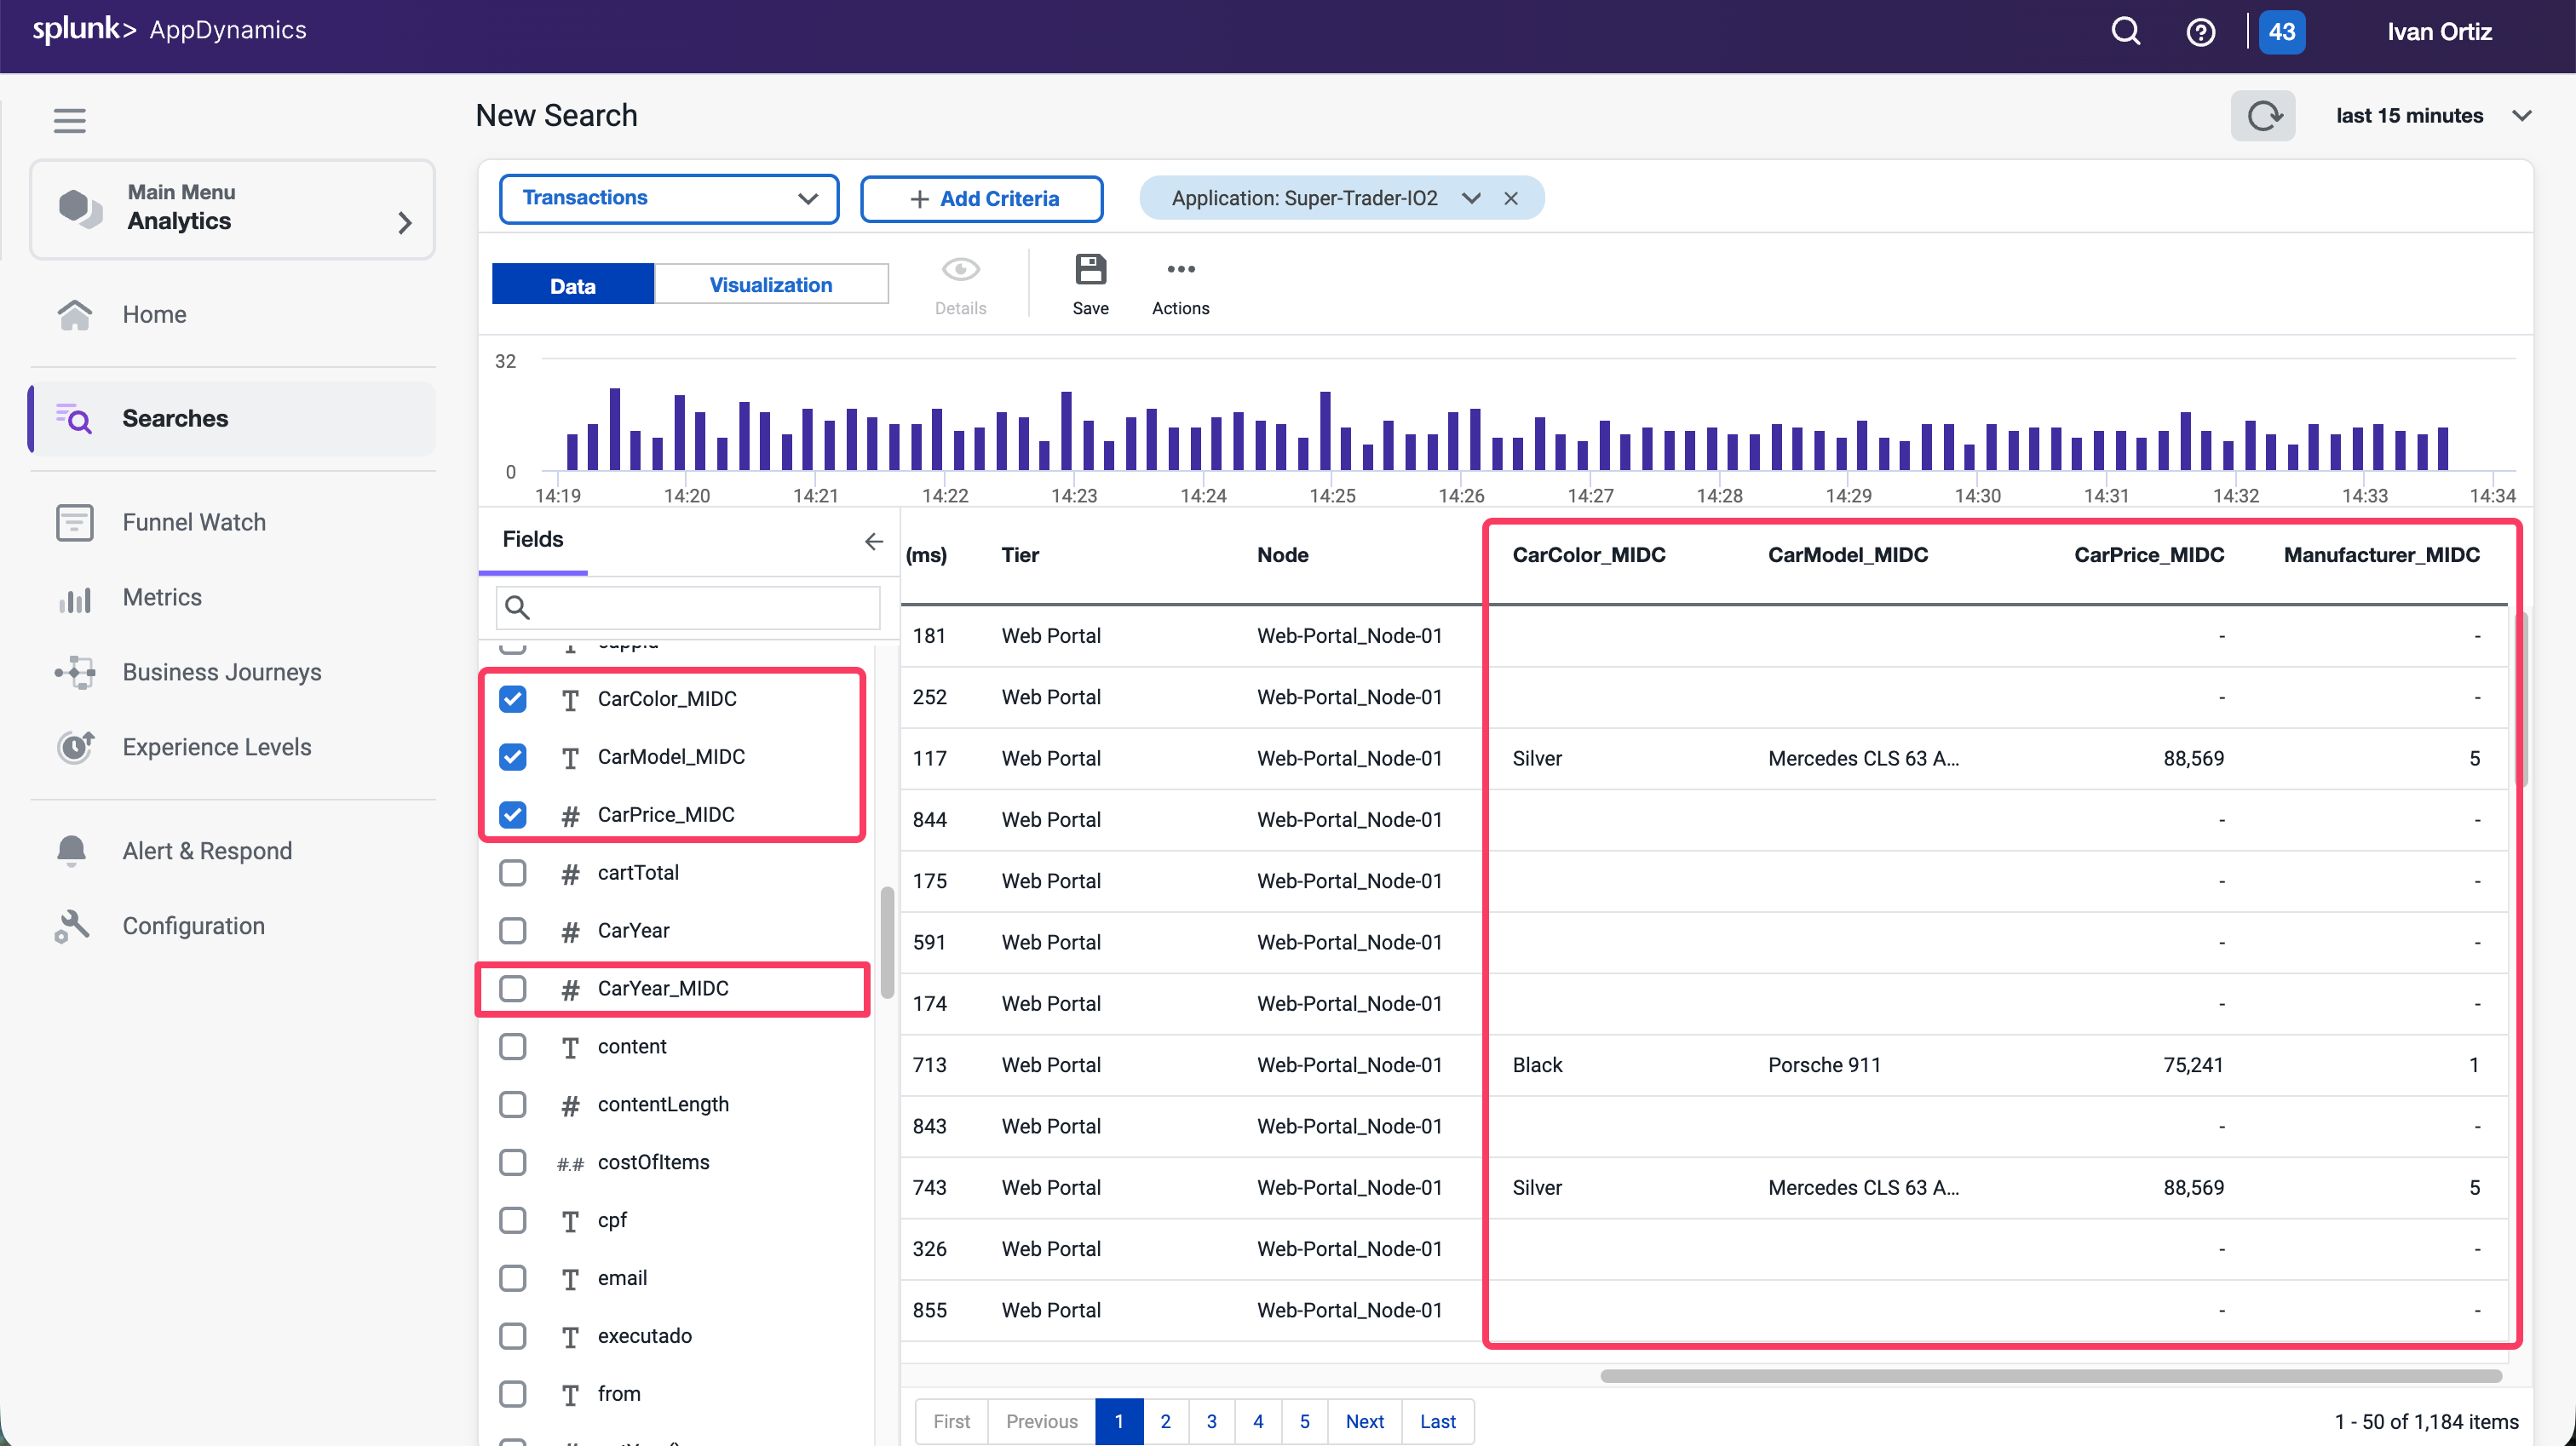 splunk> AppDynamics
43
Ivan Ortiz
Main Menu
Analytics
Home
Searches
Funnel Watch
Metrics
Business Journeys
Experience Levels
Alert & Respond
Configuration
New Search
last 15 minutes
Transactions
+ Add Criteria
Application: Super-Trader-IO2
Data
Visualization
Details
Save
Actions
32
0
14:19 14:20 14:21 14:22 14:23 14:24 14:25 14:26 14:27 14:28 14:29 14:30 14:31 14:32 14:33 14:34
Fields
T CarColor_MIDC
T CarModel_MIDC
# CarPrice_MIDC
# cartTotal
# CarYear
# CarYear_MIDC
T content
# contentLength
#.# costOfItems
T cpf
T email
T executado
T from
(ms) Tier Node CarColor_MIDC CarModel_MIDC CarPrice_MIDC Manufacturer_MIDC
181 Web Portal Web-Portal_Node-01 - -
252 Web Portal Web-Portal_Node-01 - -
117 Web Portal Web-Portal_Node-01 Silver Mercedes CLS 63 A... 88,569 5
844 Web Portal Web-Portal_Node-01 - -
175 Web Portal Web-Portal_Node-01 - -
591 Web Portal Web-Portal_Node-01 - -
174 Web Portal Web-Portal_Node-01 - -
713 Web Portal Web-Portal_Node-01 Black Porsche 911 75,241 1
843 Web Portal Web-Portal_Node-01 - -
743 Web Portal Web-Portal_Node-01 Silver Mercedes CLS 63 A... 88,569 5
326 Web Portal Web-Portal_Node-01 - -
855 Web Portal Web-Portal_Node-01 - -
First Previous 1 2 3 4 5 Next Last
1 - 50 of 1,184 items